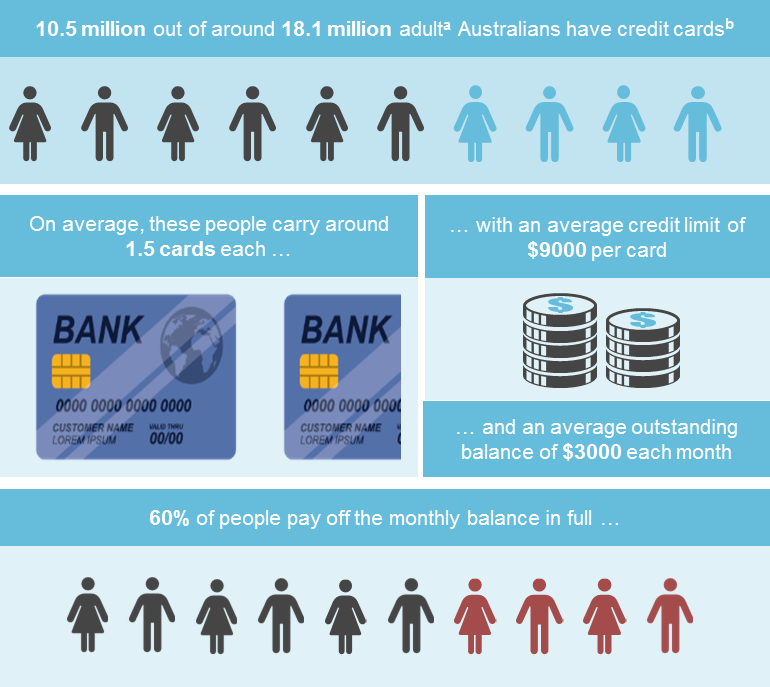 10.5 million out of around 18.1 million adultᵃ Australians have credit cardsᵇ
On average, these people carry around
1.5 cards each …
… with an average credit limit of
$9000 per card
BANK
0000 0000 0000 0000
CUSTOMER NAME VALID THRU
LOREM IPSUM 00/00
BANK
0000 0000 0000 000
CUSTOMER NAME
LOREM IPSUM
$ $
… and an average outstanding
balance of $3000 each month
60% of people pay off the monthly balance in full …